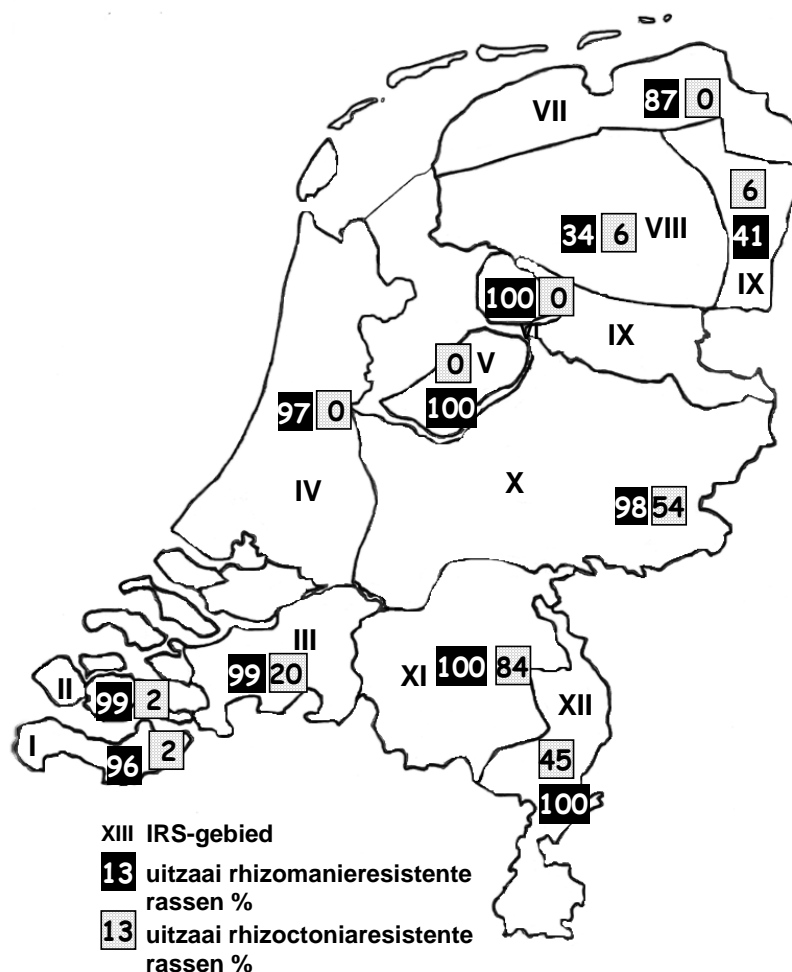 VII
87 0
6
34 6 VIII 41
IX
100 0
VI IX
0 V
97 0 100
X
IV 98 54
III
XI 100 84
99 20
II XII
99 2
I 2
96 45
100
XIII IRS-gebied
13 uitzaai rhizomanieresistente
rassen %
13 uitzaai rhizoctoniaresistente
rassen %